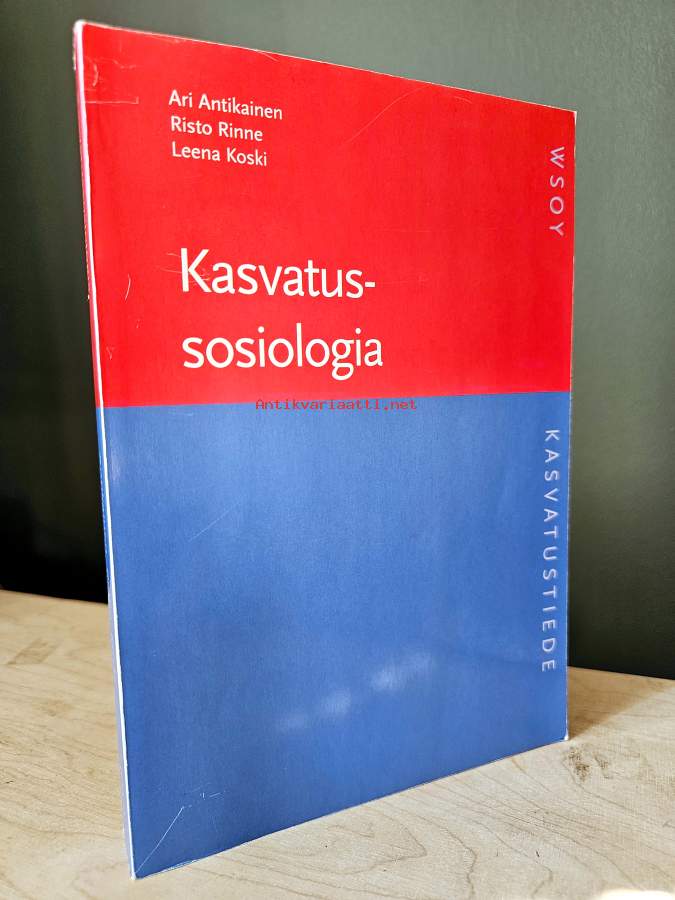 Ari Antikainen
Risto Rinne
Leena Koski
WSOY
Kasvatus-
sosiologia
Antikvariaatti.net
KASVATUSTIEDE